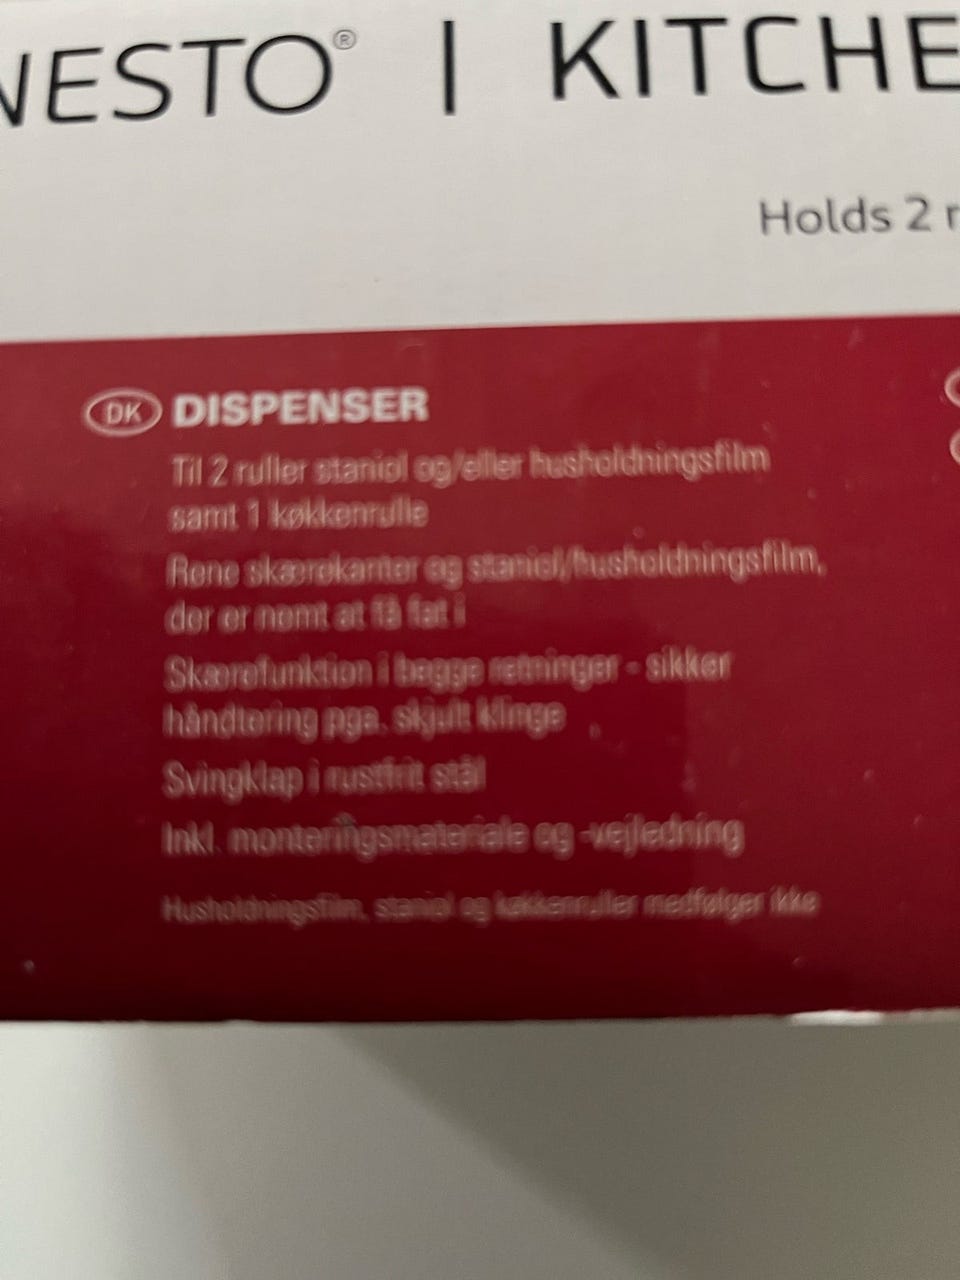 NESTO® | KITCHE
Holds 2 r
DK DISPENSER
Til 2 ruller staniol og/eller husholdningsfilm
samt 1 køkkenrulle
Rene skærekanter og staniol/husholdningsfilm,
der er nemt at få fat i
Skærefunktion i begge retninger - sikker
håndtering pga. skjult klinge
Svingklap i rustfrit stål
Inkl. monteringsmateriale og -vejledning
Husholdningsfilm, staniol og køkkenruller medfølger ikke